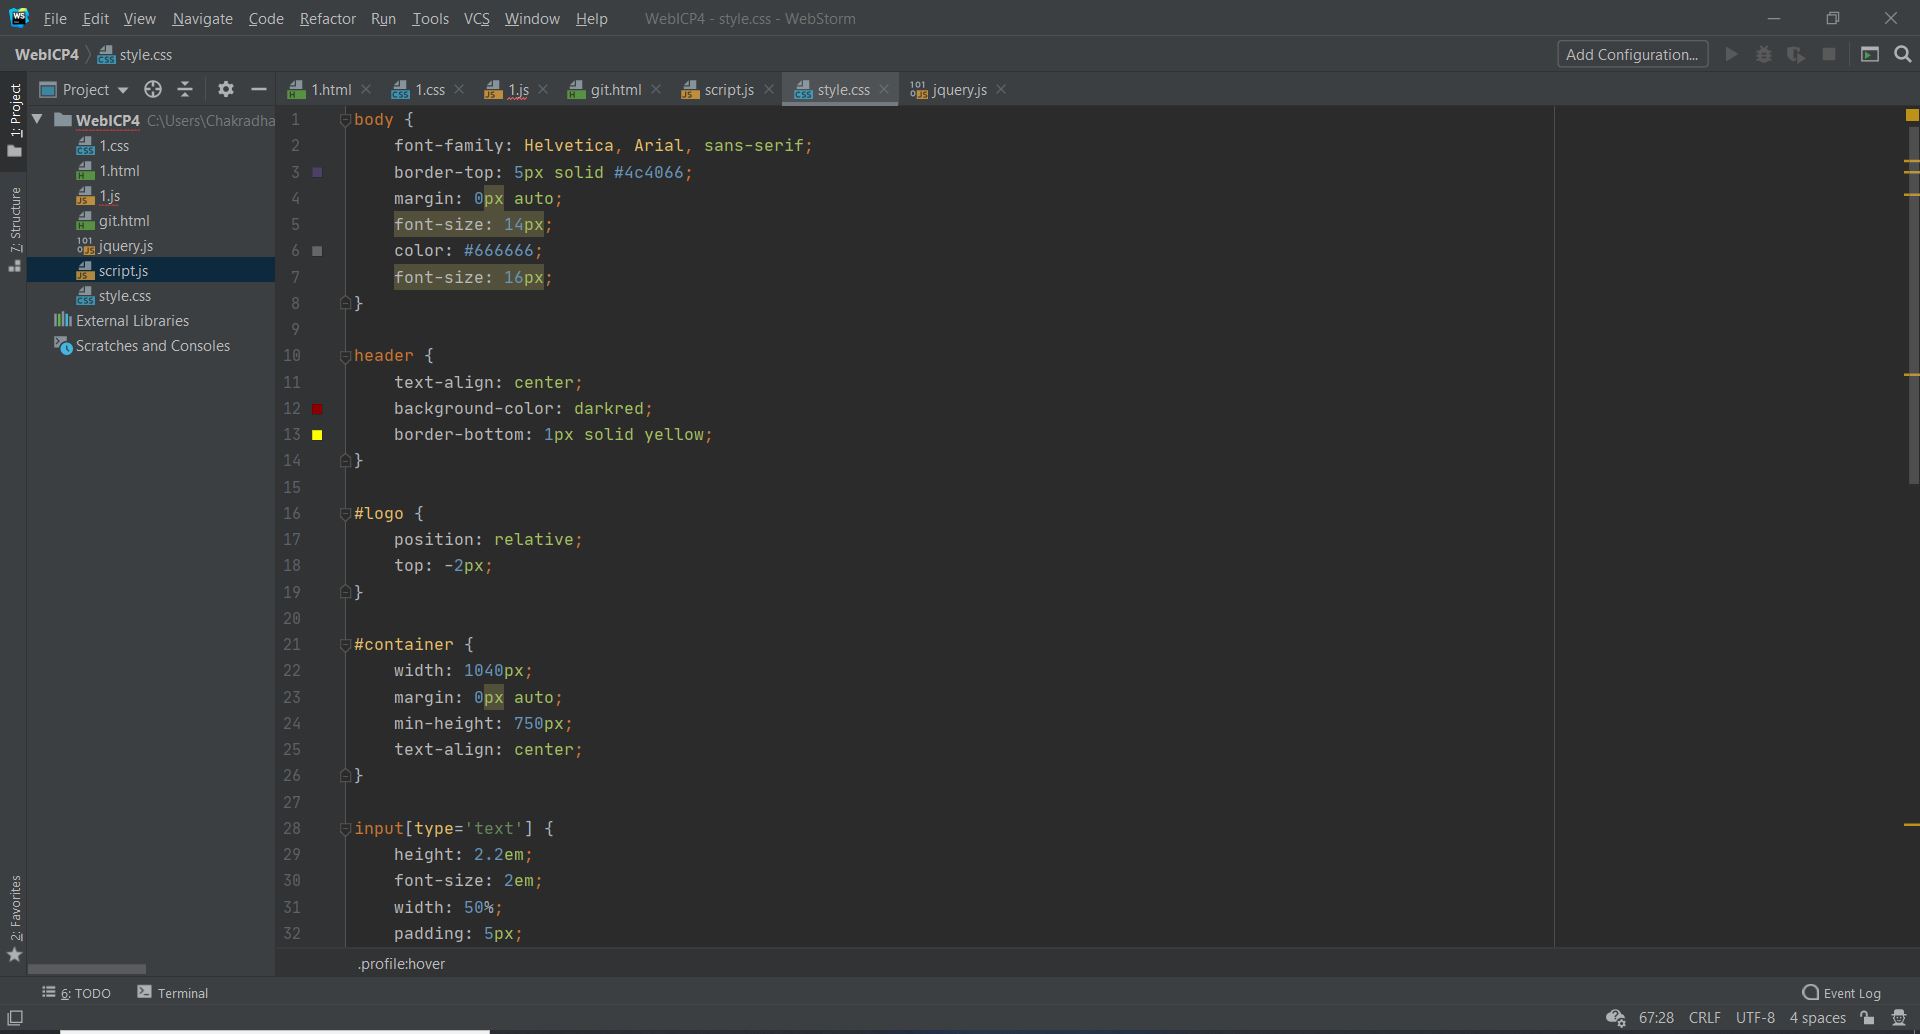 File Edit View Navigate Code Refactor Run Tools VCS Window Help WebICP4 - style.css - WebStorm
WebICP4 style.css Add Configuration...
1: Project
Project
1.html 1.css 1.js git.html script.js style.css jquery.js
WebICP4 C:\Users\Chakradha
1.css
1.html
1.js
git.html
jquery.js
script.js
style.css
External Libraries
Scratches and Consoles
7: Structure
2: Favorites
1 body {
2 font-family: Helvetica, Arial, sans-serif;
3 border-top: 5px solid #4c4066;
4 margin: 0px auto;
5 font-size: 14px;
6 color: #666666;
7 font-size: 16px;
8 }
9
10 header {
11 text-align: center;
12 background-color: darkred;
13 border-bottom: 1px solid yellow;
14 }
15
16 #logo {
17 position: relative;
18 top: -2px;
19 }
20
21 #container {
22 width: 1040px;
23 margin: 0px auto;
24 min-height: 750px;
25 text-align: center;
26 }
27
28 input[type='text'] {
29 height: 2.2em;
30 font-size: 2em;
31 width: 50%;
32 padding: 5px;
.profile:hover
6: TODO Terminal Event Log
67:28 CRLF UTF-8 4 spaces